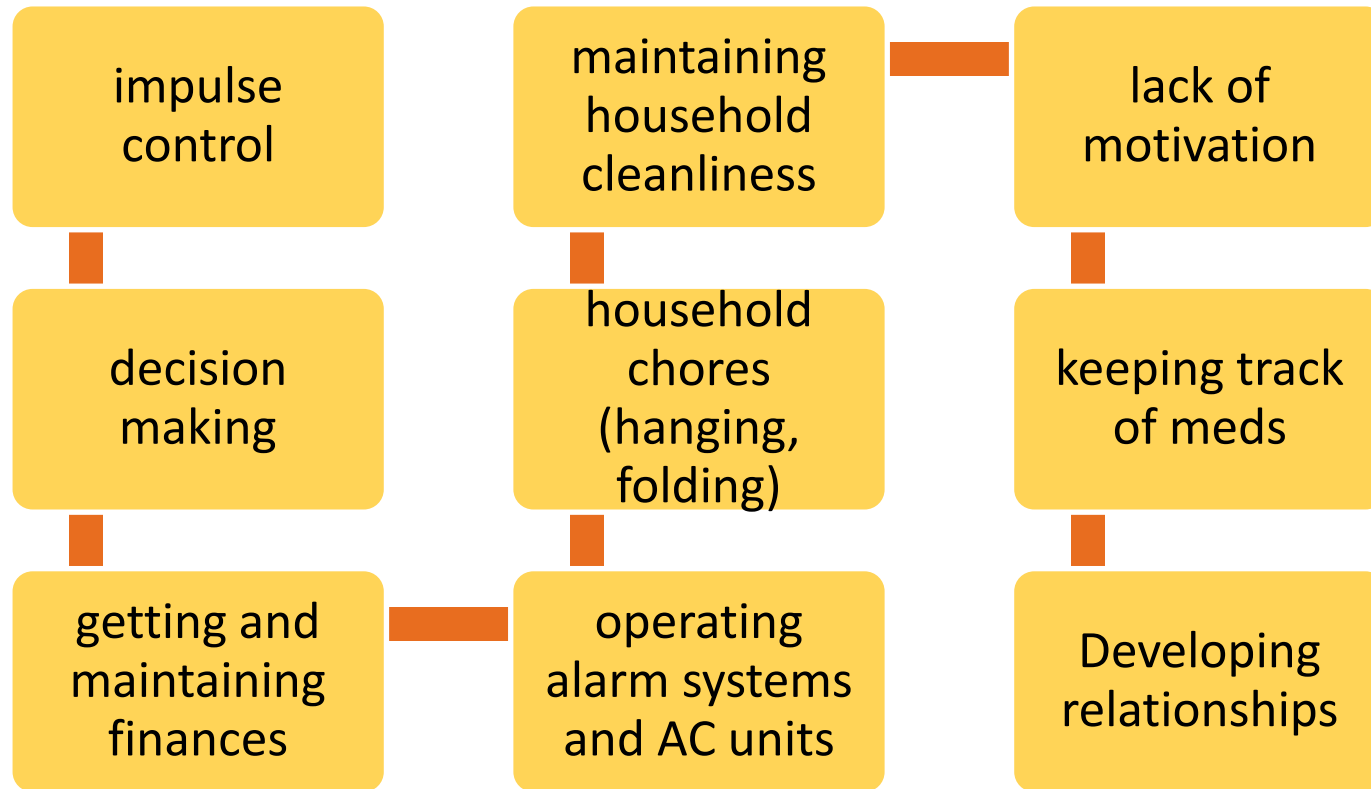 impulse
control
decision
making
getting and
maintaining
finances
operating
alarm systems
and AC units
household
chores
(hanging,
folding)
maintaining
household
cleanliness
lack of
motivation
keeping track
of meds
Developing
relationships